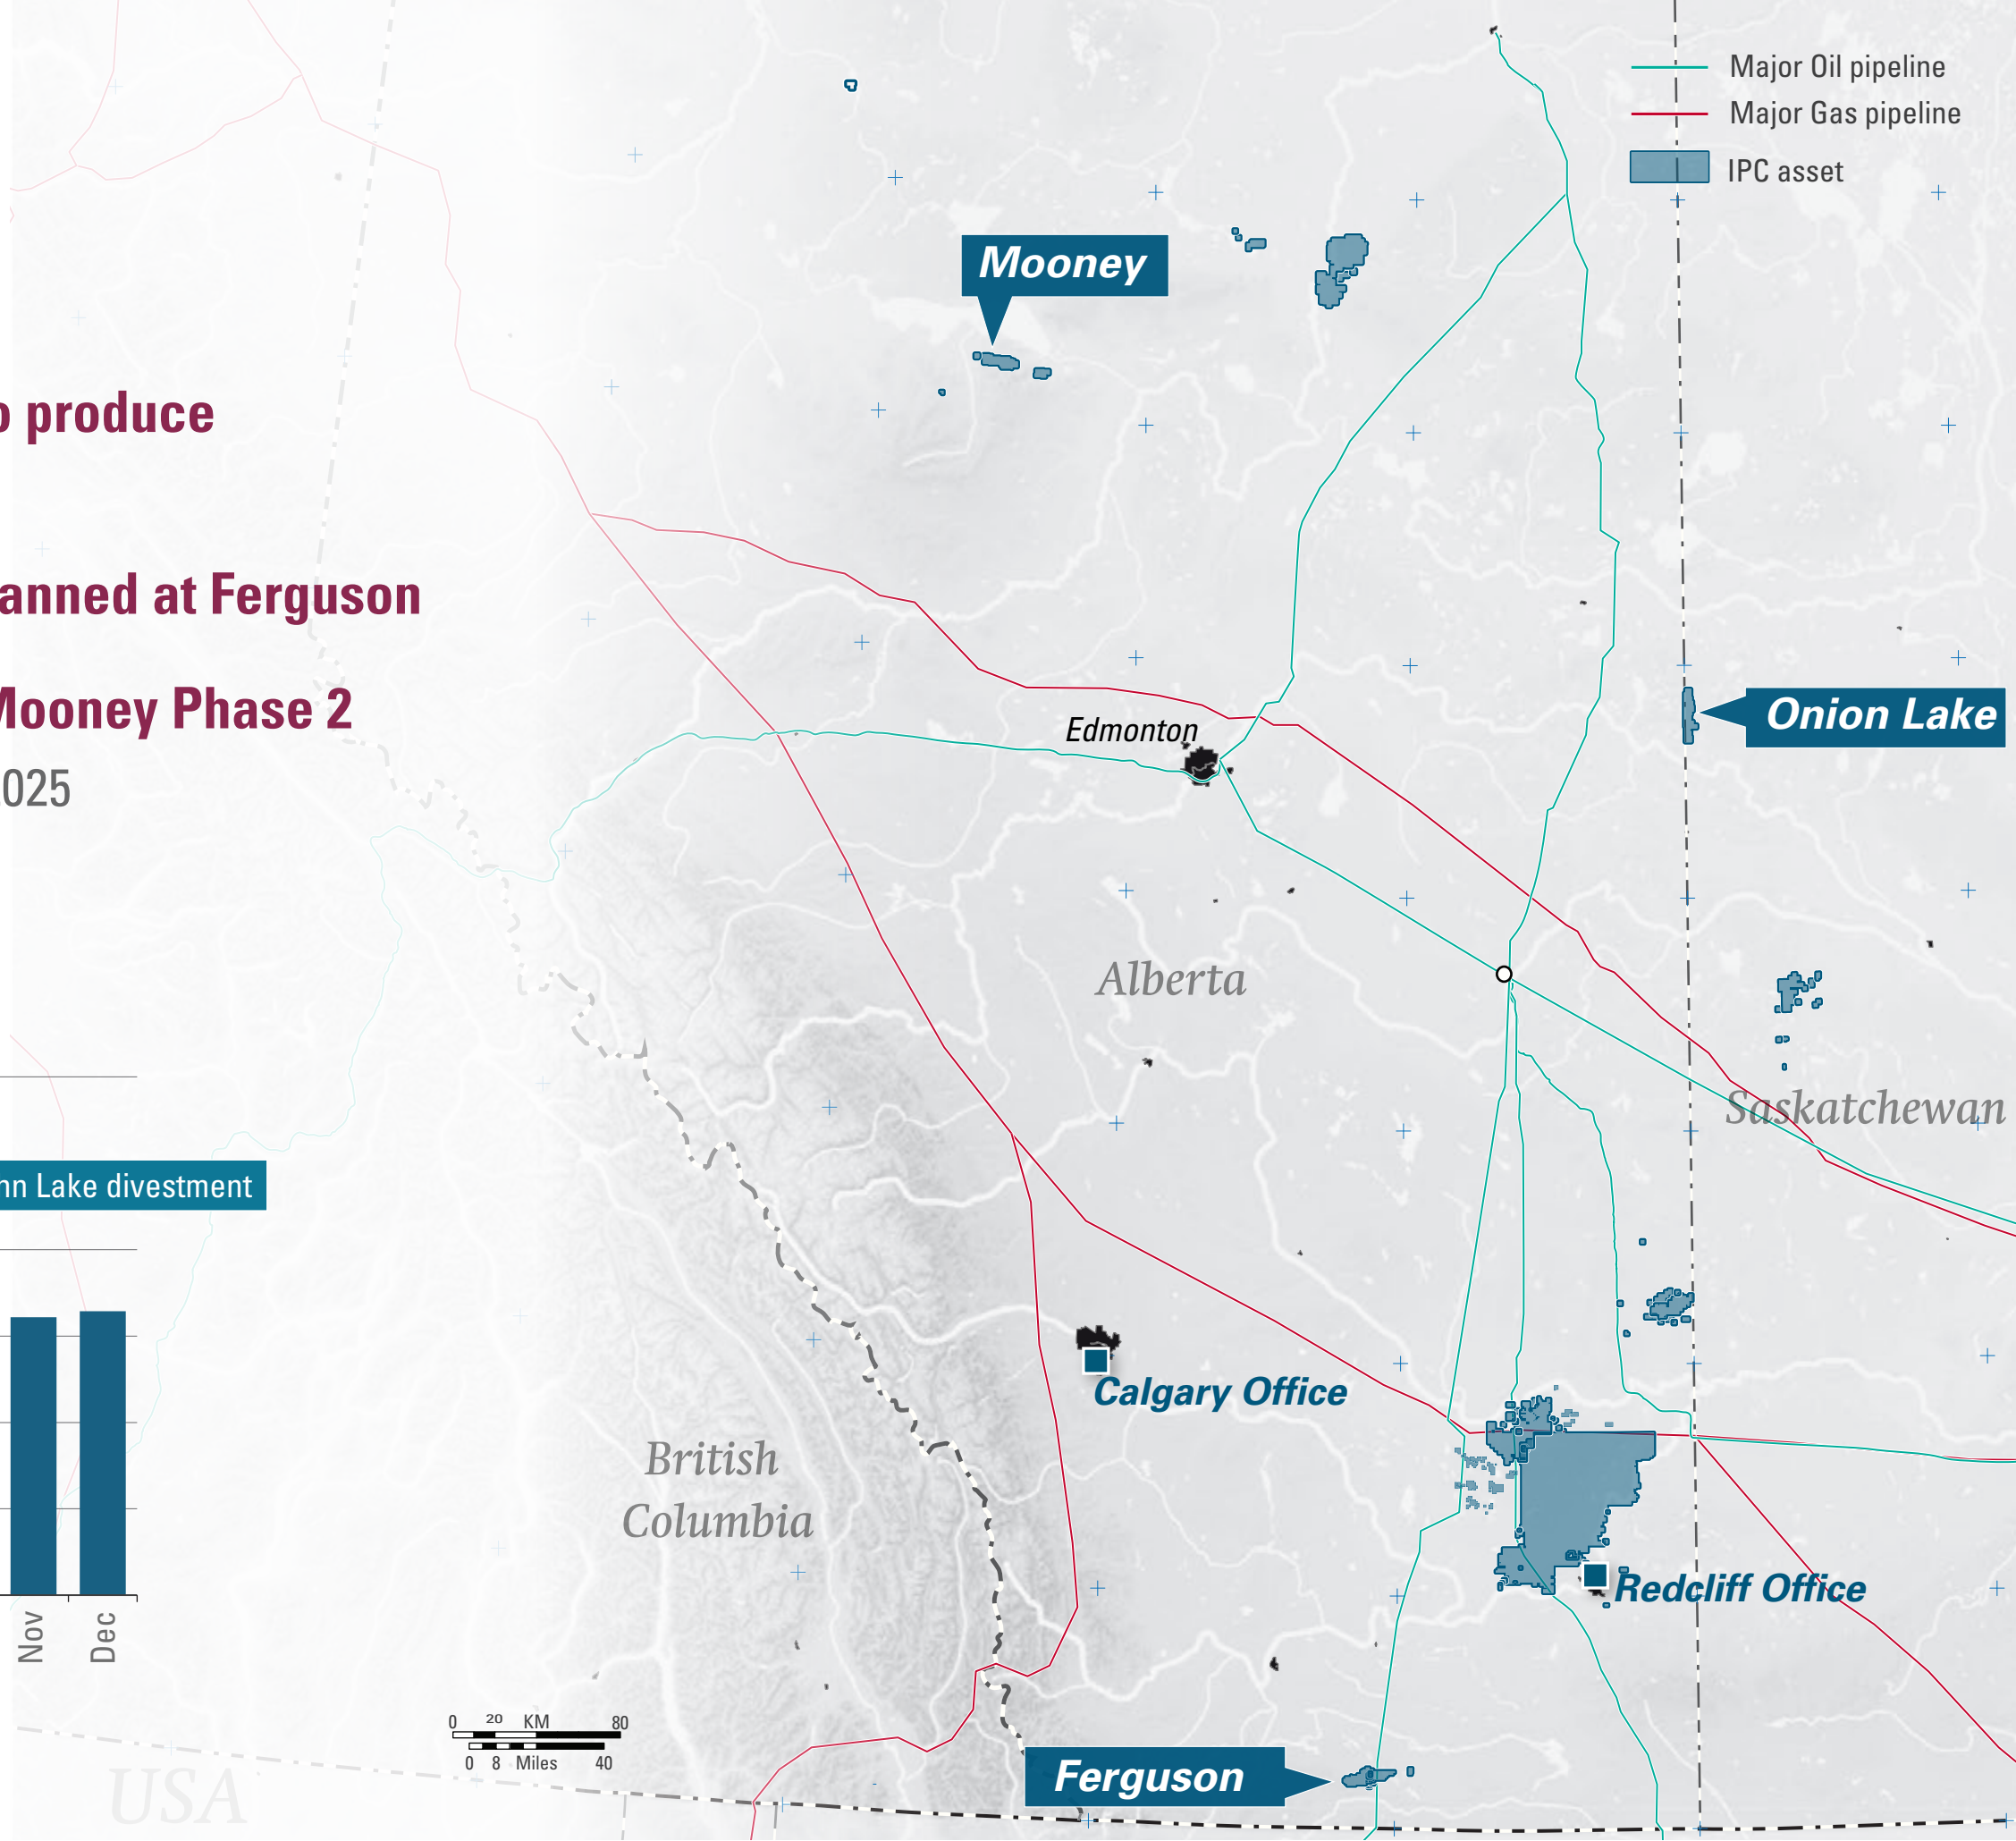 Major Oil pipeline
Major Gas pipeline
IPC asset
Mooney
produce
anned at Ferguson
Mooney Phase 2
025
Onion Lake
Edmonton
Alberta
Saskatchewan
nn Lake divestment
Calgary Office
British
Columbia
Redcliff Office
Nov
Dec
0 20 KM 80
0 8 Miles 40
Ferguson
USA